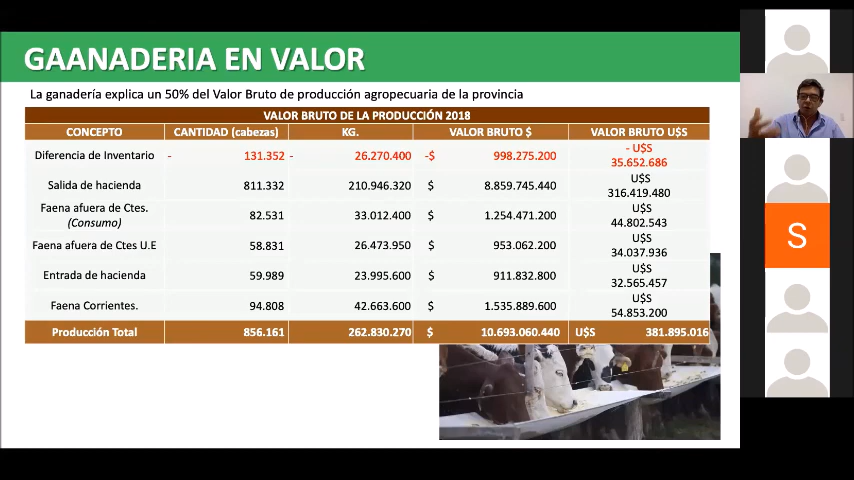 GAANADERIA EN VALOR
La ganadería explica un 50% del Valor Bruto de producción agropecuaria de la provincia
VALOR BRUTO DE LA PRODUCCIÓN 2018
CONCEPTO CANTIDAD (cabezas) KG. VALOR BRUTO $ VALOR BRUTO U$S
Diferencia de Inventario - 131.352 - 26.270.400 -$ 998.275.200 - U$S 35.652.686
Salida de hacienda 811.332 210.946.320 $ 8.859.745.440 U$S 316.419.480
Faena afuera de Ctes. (Consumo) 82.531 33.012.400 $ 1.254.471.200 U$S 44.802.543
Faena afuera de Ctes U.E 58.831 26.473.950 $ 953.062.200 U$S 34.037.936
Entrada de hacienda 59.989 23.995.600 $ 911.832.800 U$S 32.565.457
Faena Corrientes. 94.808 42.663.600 $ 1.535.889.600 U$S 54.853.200
Producción Total 856.161 262.830.270 $ 10.693.060.440 U$S 381.895.016
S